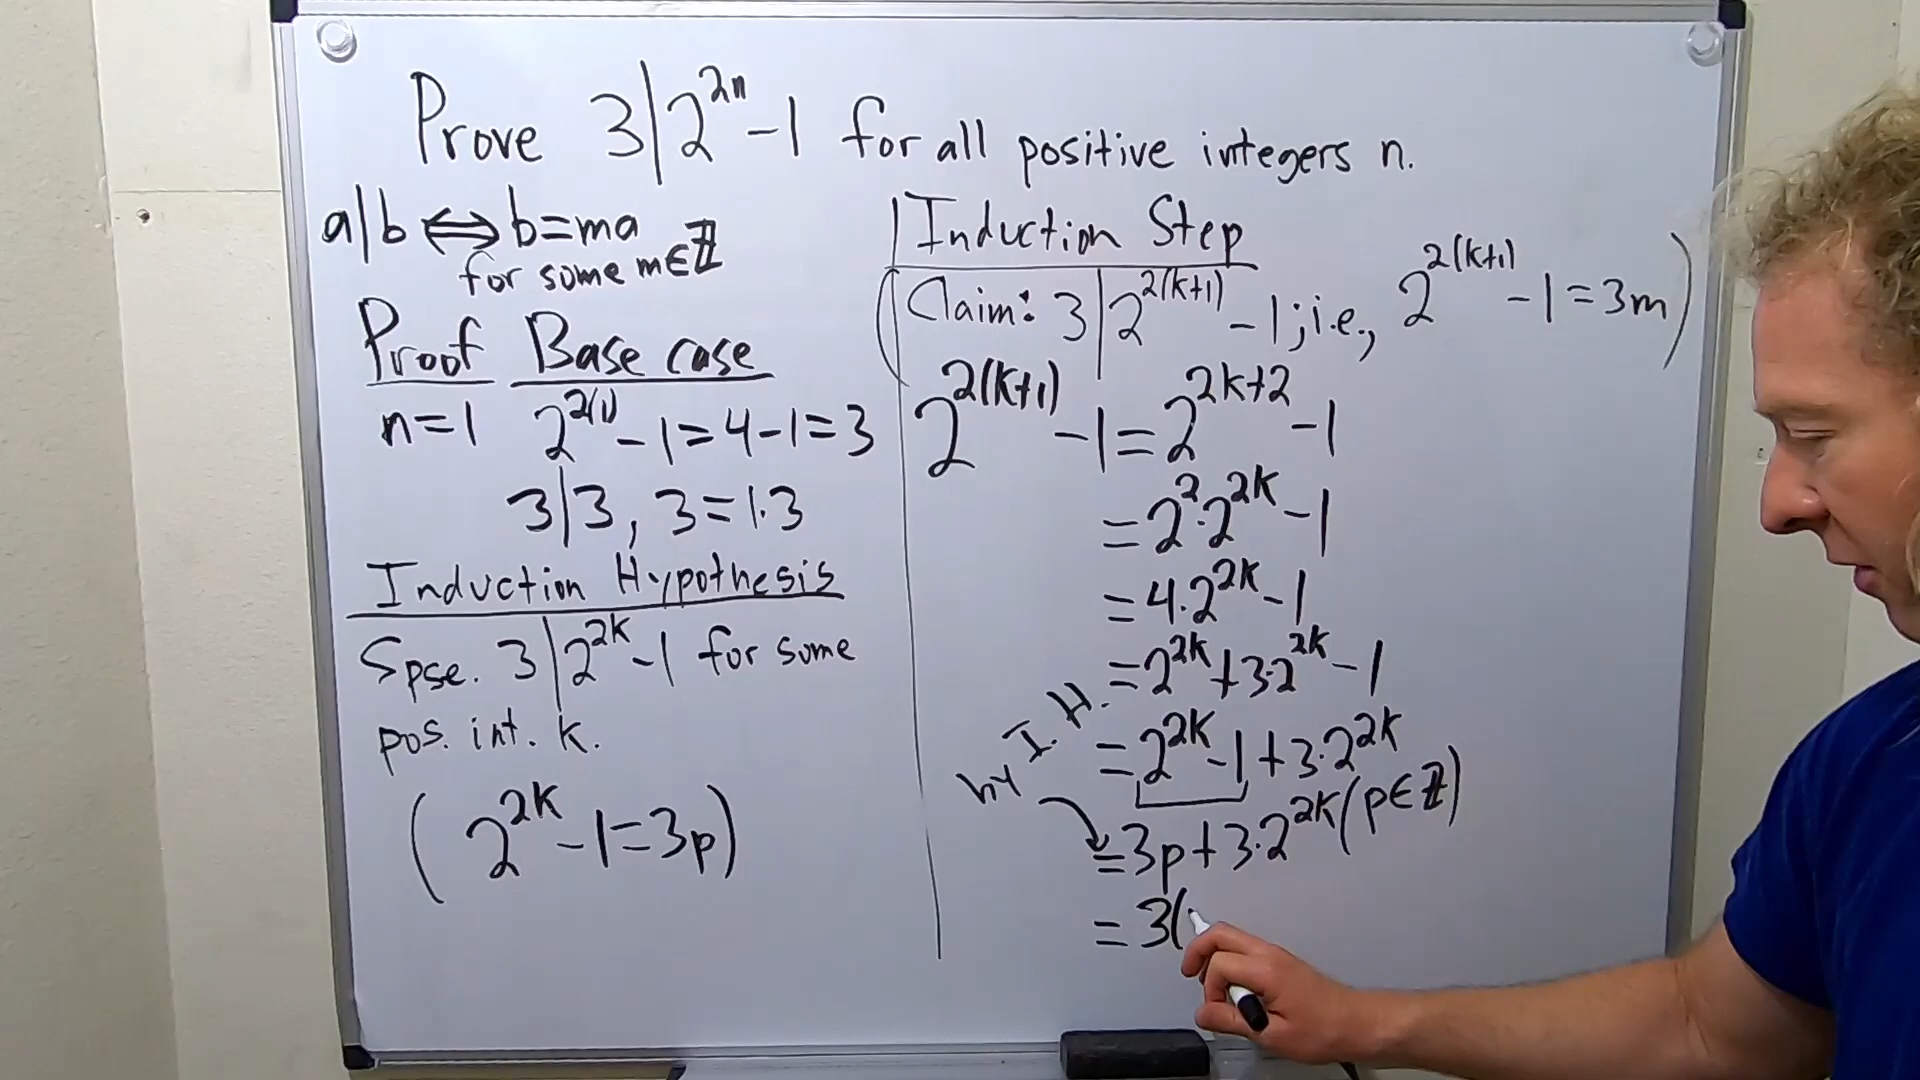 Prove 3|2^{2n}-1 for all positive integers n.
a|b ⟺ b=ma
for some m∈ℤ
Proof Base case
n=1 2^{2(1)}-1=4-1=3
3|3, 3=1·3
Induction Hypothesis
Spse. 3|2^{2k}-1 for some
pos. int. k.
(2^{2k}-1=3p)
Induction Step
(Claim: 3|2^{2(k+1)}-1; i.e., 2^{2(k+1)}-1=3m)
2^{2(k+1)}-1=2^{2k+2}-1
=2^2·2^{2k}-1
=4·2^{2k}-1
=2^{2k}+3·2^{2k}-1
=2^{2k}-1+3·2^{2k}
by I.H.
=3p+3·2^{2k} (p∈ℤ)
=3(